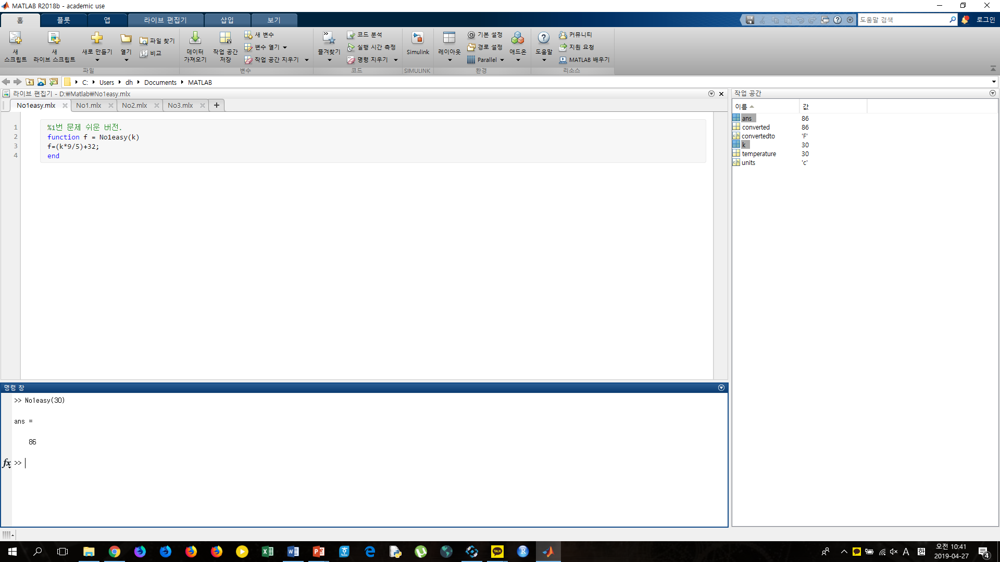 MATLAB R2018b - academic use
홈 플롯 앱 라이브 편집기 삽입 보기
도움말 검색 로그인
새 스크립트
새 라이브 스크립트
새로 만들기
열기
파일 찾기
비교
파일
데이터 가져오기
작업 공간 저장
새 변수
변수 열기
작업 공간 지우기
변수
즐겨찾기
코드 분석
실행 시간 측정
명령 지우기
코드
Simulink
SIMULINK
레이아웃
기본 설정
경로 설정
Parallel
애드온
환경
도움말
커뮤니티
지원 요청
MATLAB 배우기
리소스
C: Users dh Documents MATLAB
라이브 편집기 - D:₩Matlab₩No1easy.mlx
No1easy.mlx No1.mlx No2.mlx No3.mlx +
1 %1번 문제 쉬운 버전.
2 function f = No1easy(k)
3 f=(k*9/5)+32;
4 end
명령 창
>> No1easy(30)
ans =
86
fx >>
작업 공간
이름 값
ans 86
converted 86
convertedto 'F'
k 30
temperature 30
units 'c'
A 한
오전 10:41
2019-04-27
4